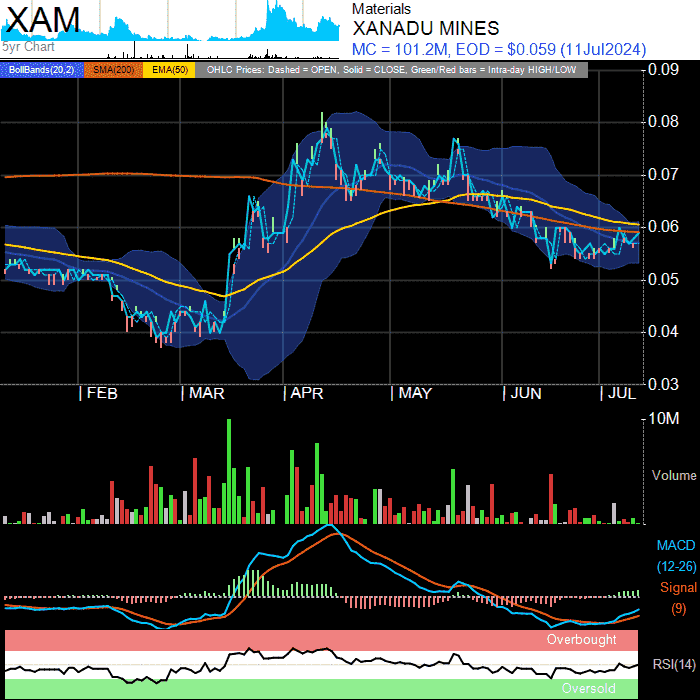 XAM
5yr Chart
Materials
XANADU MINES
MC = 101.2M, EOD = $0.059 (11Jul2024)
BollBands(20,2) SMA(200) EMA(50) OHLC Prices: Dashed = OPEN, Solid = CLOSE, Green/Red bars = Intra-day HIGH/LOW
0.09
0.08
0.07
0.06
0.05
0.04
0.03
| FEB | MAR | APR | MAY | JUN | JUL
10M
Volume
MACD
(12-26)
Signal
(9)
Overbought
RSI(14)
Oversold